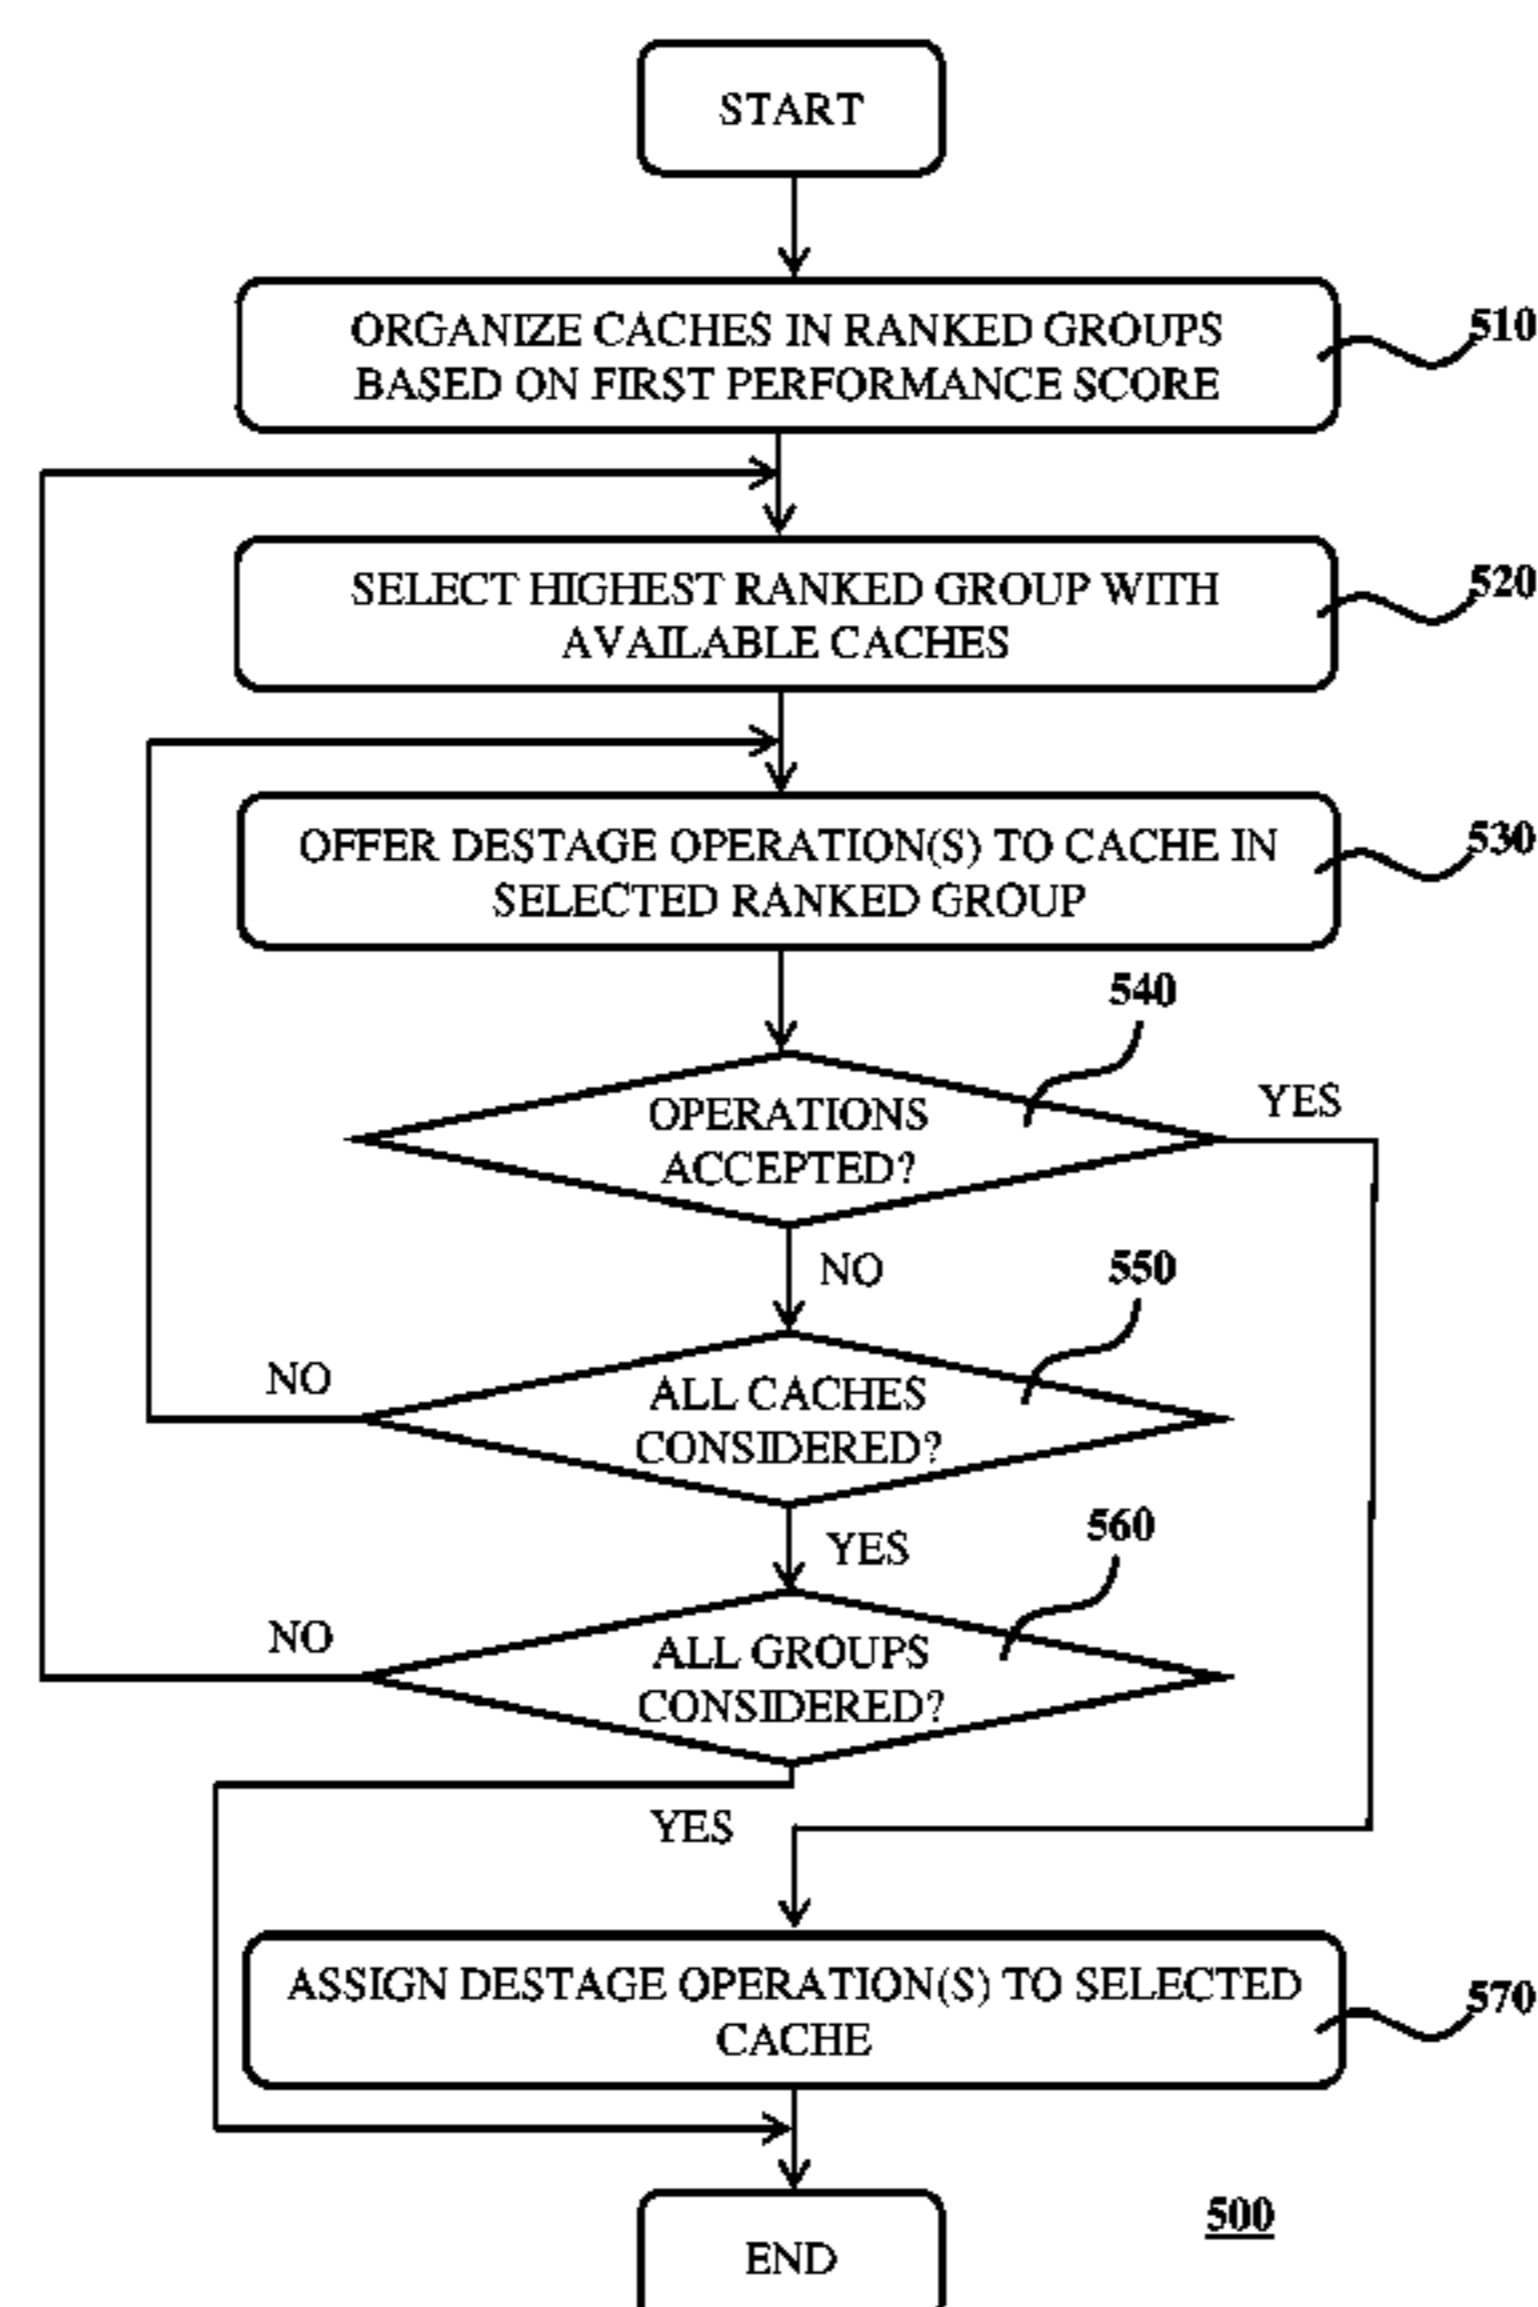 START
ORGANIZE CACHES IN RANKED GROUPS
BASED ON FIRST PERFORMANCE SCORE
510
SELECT HIGHEST RANKED GROUP WITH
AVAILABLE CACHES
520
OFFER DESTAGE OPERATION(S) TO CACHE IN
SELECTED RANKED GROUP
530
540
OPERATIONS
ACCEPTED?
YES
NO
550
ALL CACHES
CONSIDERED?
NO
YES
560
ALL GROUPS
CONSIDERED?
NO
YES
ASSIGN DESTAGE OPERATION(S) TO SELECTED
CACHE
570
END
500